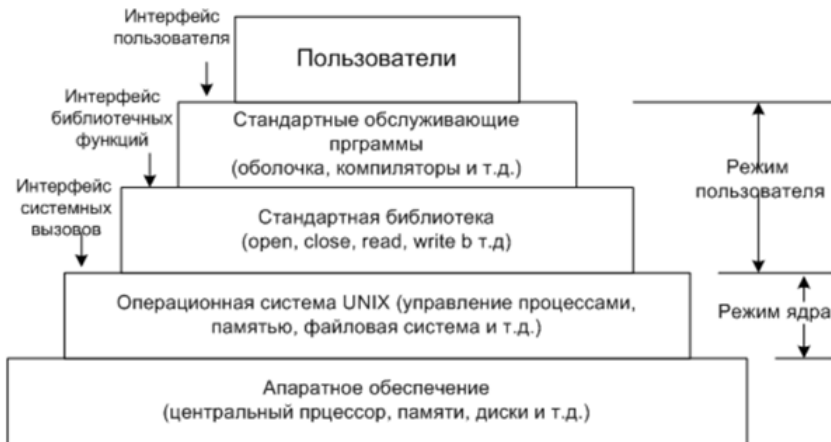 Интерфейс
пользователя
Пользователи
Интерфейс
библиотечных
функций
Стандартные обслуживающие
прграммы
(оболочка, компиляторы и т.д.)
Режим
пользователя
Интерфейс
системных
вызовов
Стандартная библиотека
(open, close, read, write b т.д)
Операционная система UNIX (управление процессами,
памятью, файловая система и т.д.)
Режим ядра
Апаратное обеспечение
(центральный прцессор, памяти, диски и т.д.)